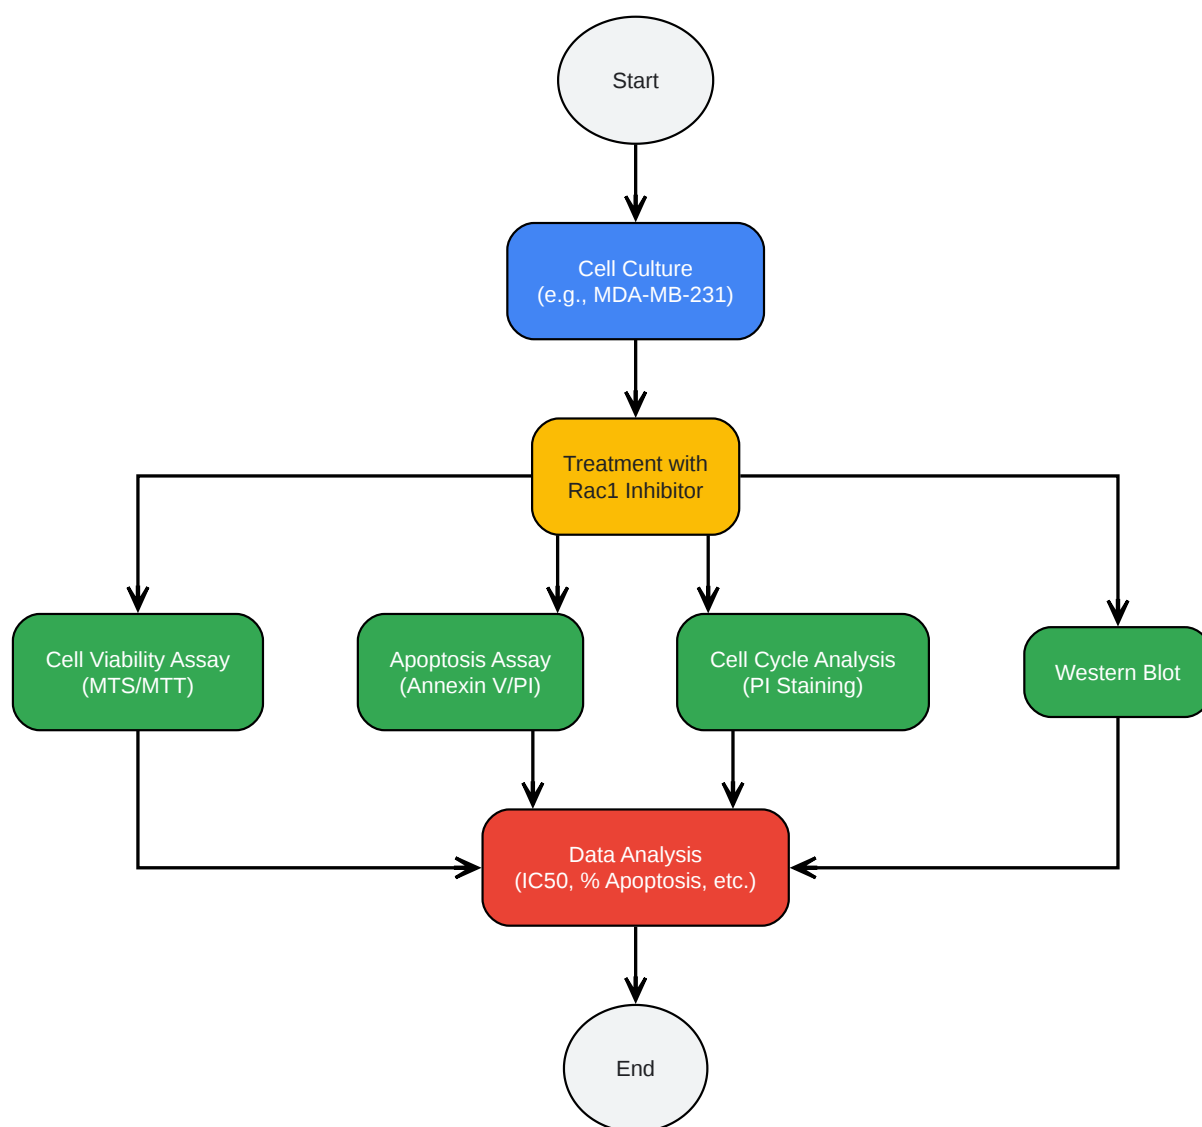 Start
Cell Culture
(e.g., MDA-MB-231)
Treatment with
Rac1 Inhibitor
Cell Viability Assay
(MTS/MTT)
Apoptosis Assay
(Annexin V/PI)
Cell Cycle Analysis
(PI Staining)
Western Blot
Data Analysis
(IC50, % Apoptosis, etc.)
End